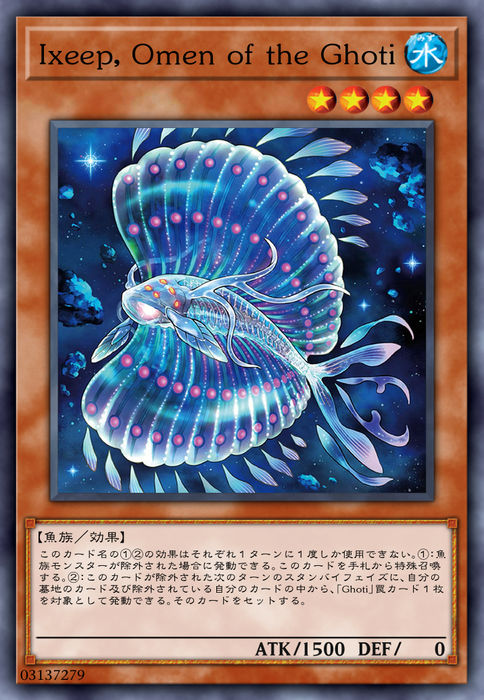 Ixeep, Omen of the Ghoti
みず
水
【魚族／効果】
このカード名の①②の効果はそれぞれ１ターンに１度しか使用できない。①：魚
族モンスターが除外された場合に発動できる。このカードを手札から特殊召喚
する。②：このカードが除外された次のターンのスタンバイフェイズに、自分の
墓地のカード及び除外されている自分のカードの中から、「Ghoti」罠カード１枚
を対象として発動できる。そのカードをセットする。
ATK/1500 DEF/ 0
03137279